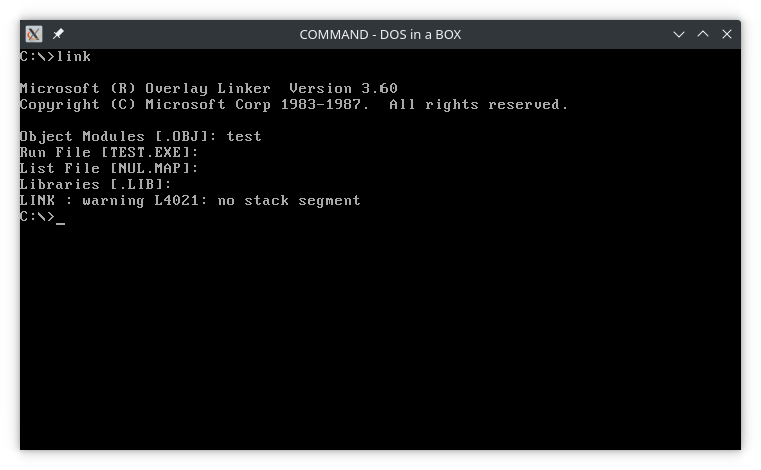 COMMAND - DOS in a BOX
C:\>link
Microsoft (R) Overlay Linker  Version 3.60
Copyright (C) Microsoft Corp 1983-1987.  All rights reserved.
Object Modules [.OBJ]: test
Run File [TEST.EXE]:
List File [NUL.MAP]:
Libraries [.LIB]:
LINK : warning L4021: no stack segment
C:\>_